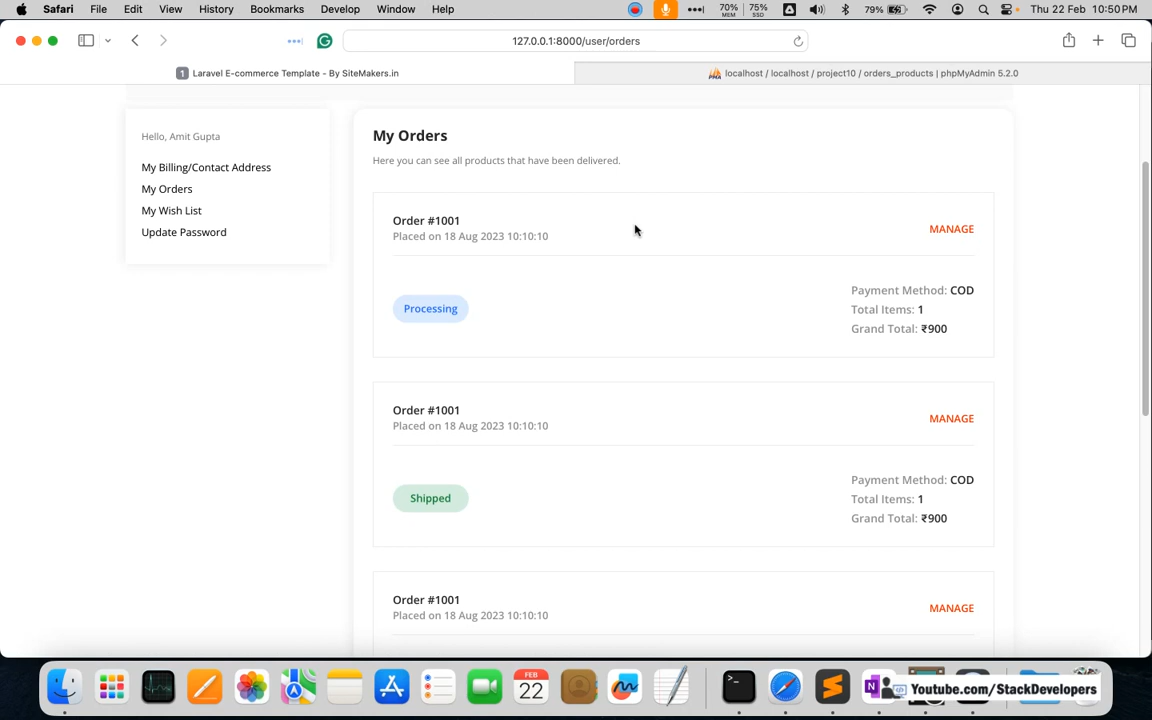 Safari File Edit View History Bookmarks Develop Window Help 70% MEM 75% SSD 79% Thu 22 Feb 10:50 PM
127.0.0.1:8000/user/orders
1 Laravel E-commerce Template - By SiteMakers.in
localhost / localhost / project10 / orders_products | phpMyAdmin 5.2.0
Hello, Amit Gupta
My Billing/Contact Address
My Orders
My Wish List
Update Password
My Orders
Here you can see all products that have been delivered.
Order #1001
Placed on 18 Aug 2023 10:10:10
MANAGE
Processing
Payment Method: COD
Total Items: 1
Grand Total: ₹900
Order #1001
Placed on 18 Aug 2023 10:10:10
MANAGE
Shipped
Payment Method: COD
Total Items: 1
Grand Total: ₹900
Order #1001
Placed on 18 Aug 2023 10:10:10
MANAGE
FEB
22
Youtube.com/StackDevelopers